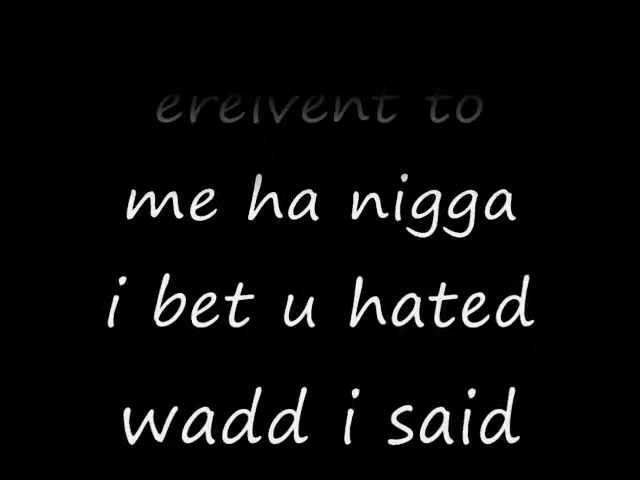 ereivent to
me ha nigga
i bet u hated
wadd i said